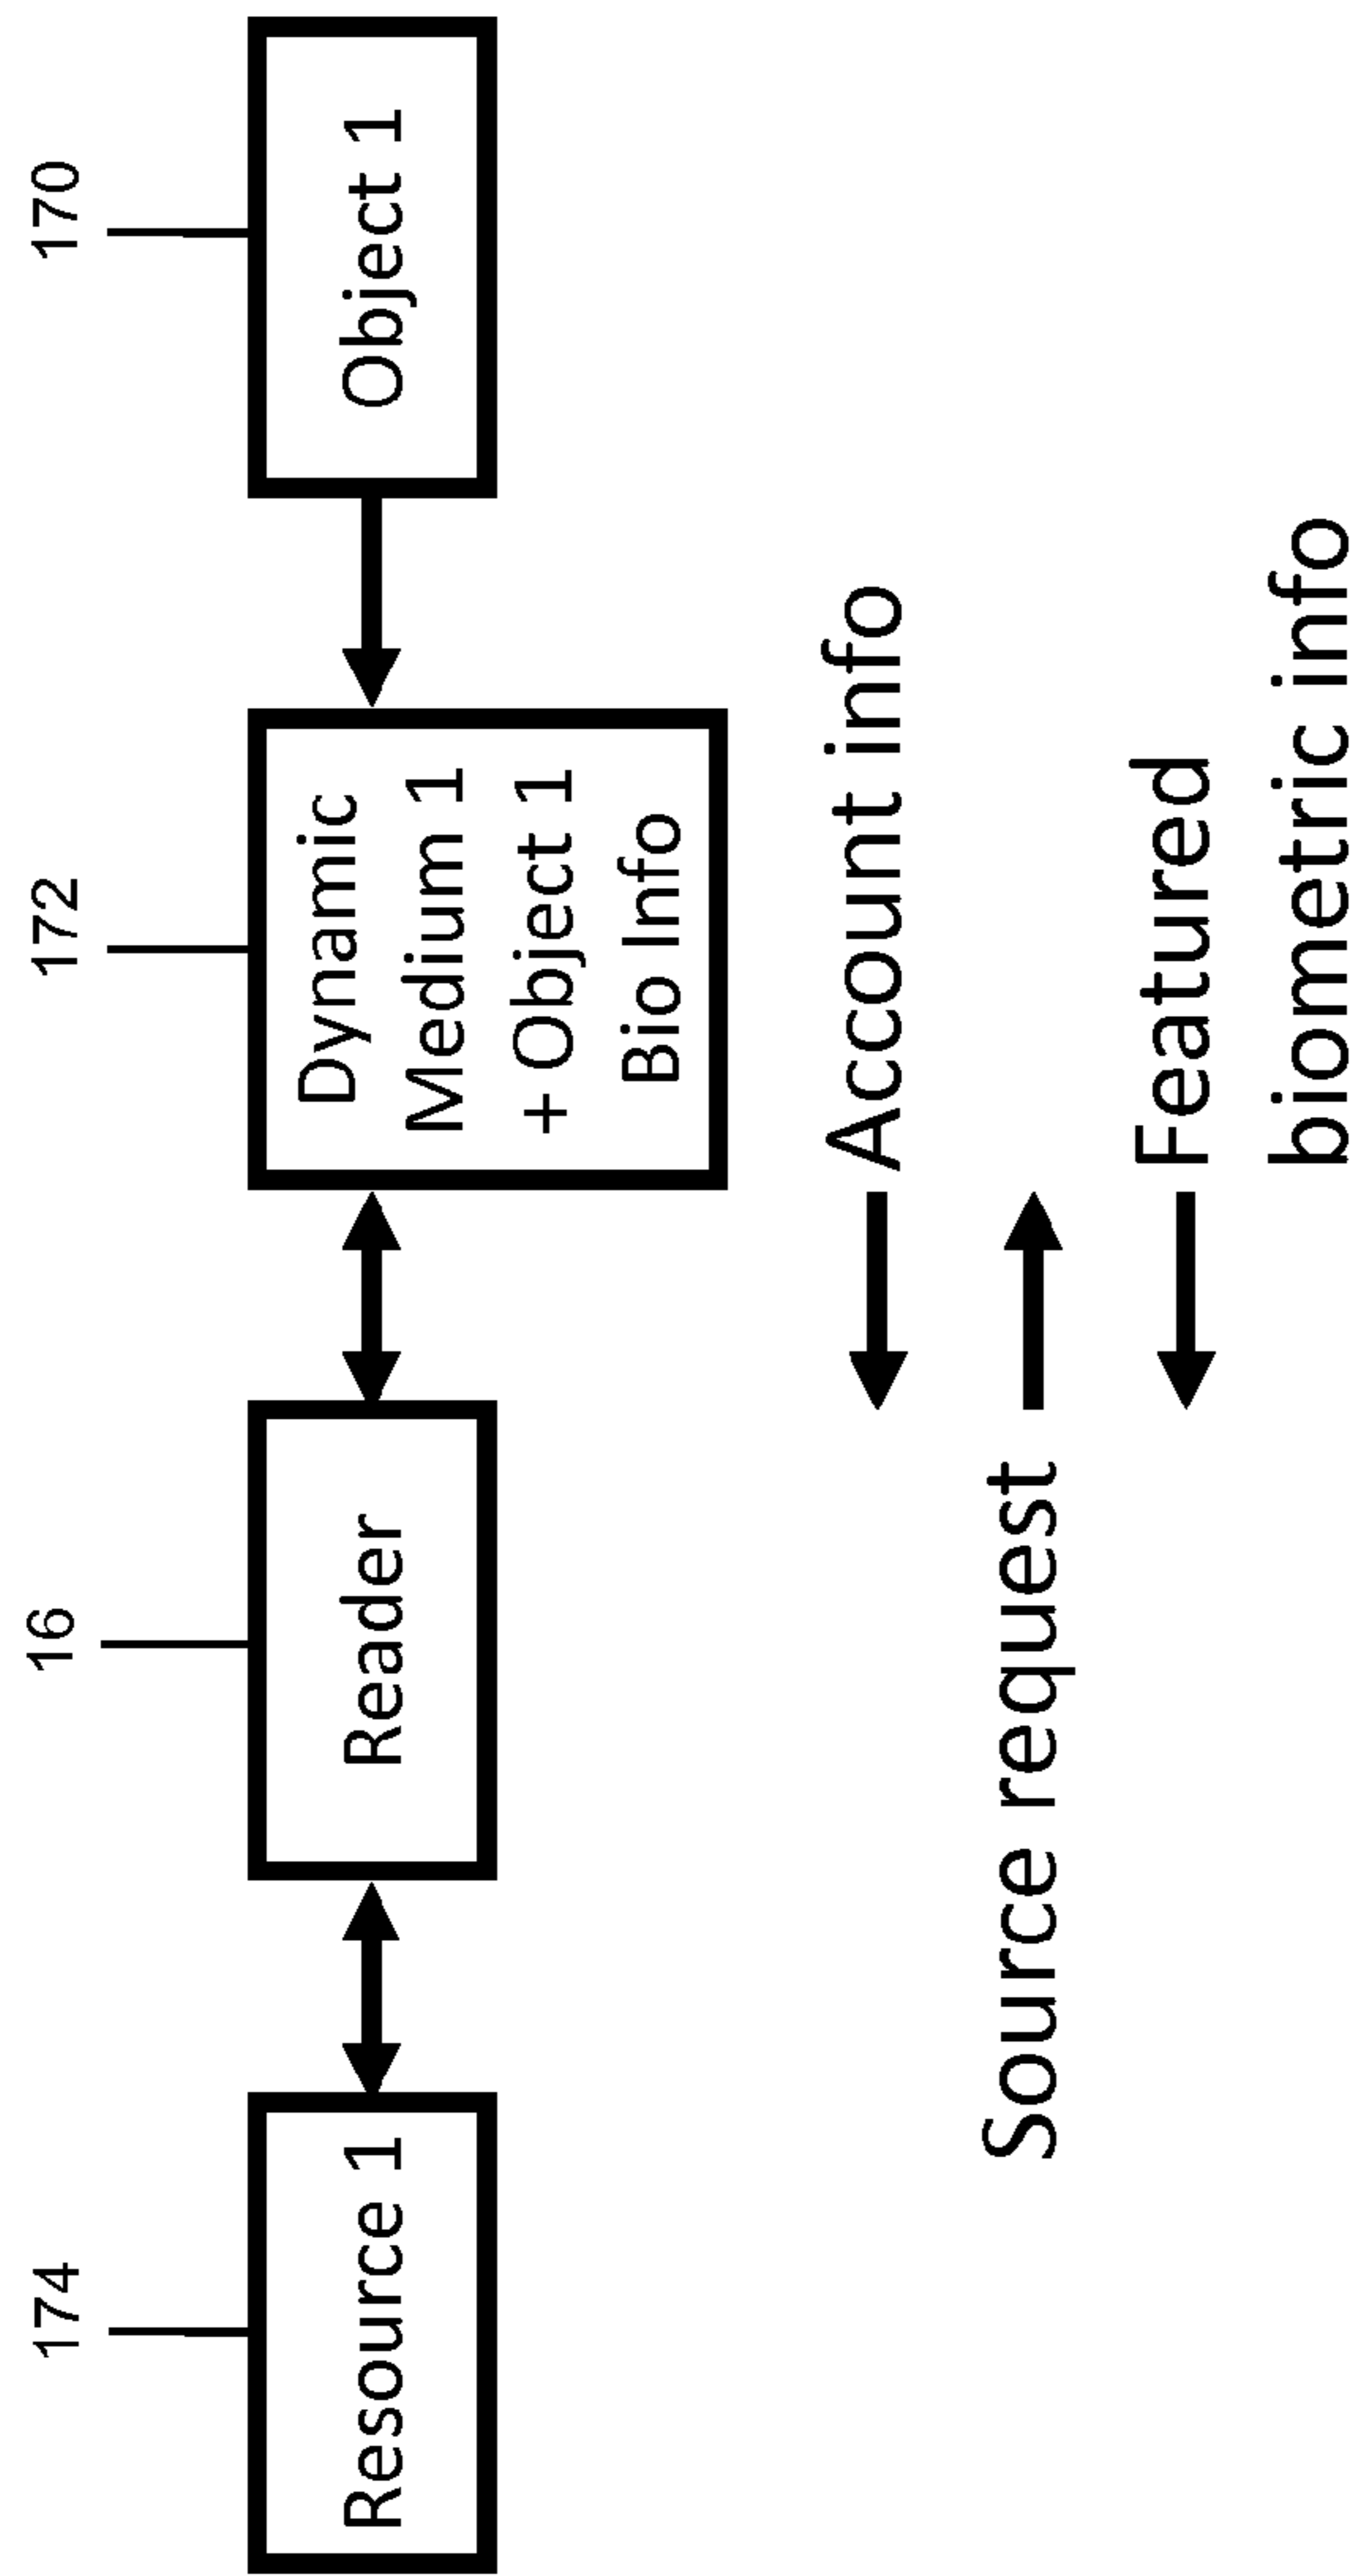 174
16
172
170
Resource 1
Reader
Dynamic
Medium 1
+ Object 1
Bio Info
Object 1
Account info
Source request
Featured
biometric info